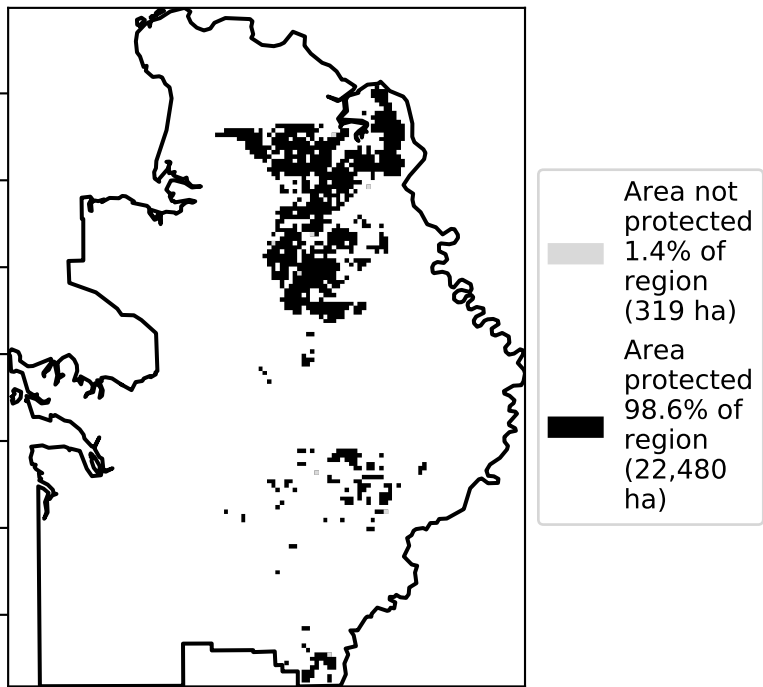 Area not
protected
1.4% of
region
(319 ha)
Area
protected
98.6% of
region
(22,480
ha)